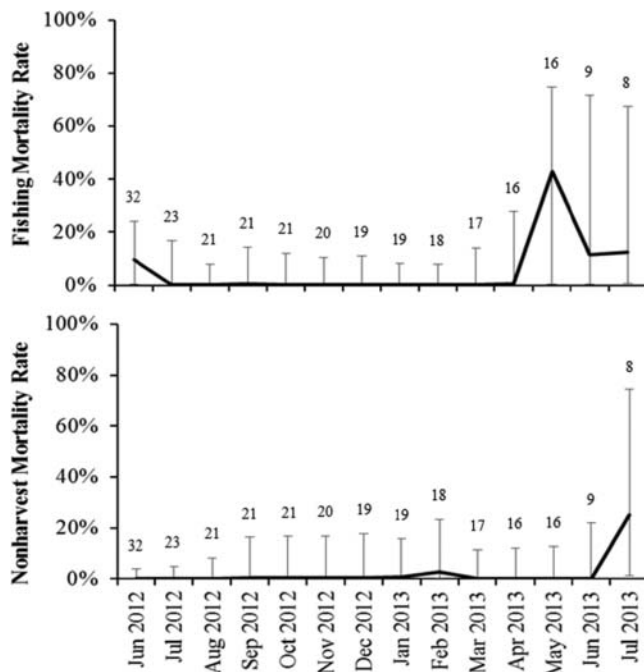 Fishing Mortality Rate
100%
80%
60%
40%
20%
0%
32
23
21
21
21
20
19
19
18
17
16
16
9
8
Nonharvest Mortality Rate
100%
80%
60%
40%
20%
0%
32
23
21
21
21
20
19
19
18
17
16
16
9
8
Jun 2012
Jul 2012
Aug 2012
Sep 2012
Oct 2012
Nov 2012
Dec 2012
Jan 2013
Feb 2013
Mar 2013
Apr 2013
May 2013
Jun 2013
Jul 2013